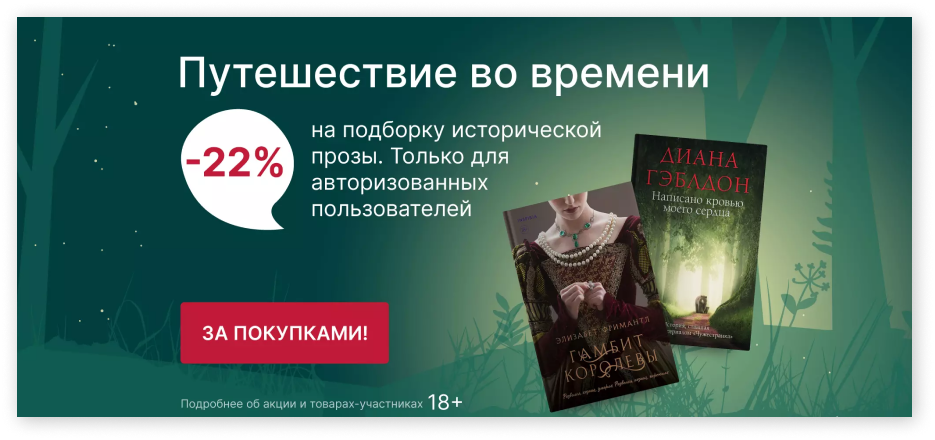 Путешествие во времени
-22%
на подборку исторической
прозы. Только для
авторизованных
пользователей
ДИАНА
ГЭБЛДОН
Написано кровью
моего сердца
ЭЛИЗАБЕТ ФРИМАНТЛ
ГАМБИТ
КОРОЛЕВЫ
ЗА ПОКУПКАМИ!
Подробнее об акции и товарах-участниках 18+